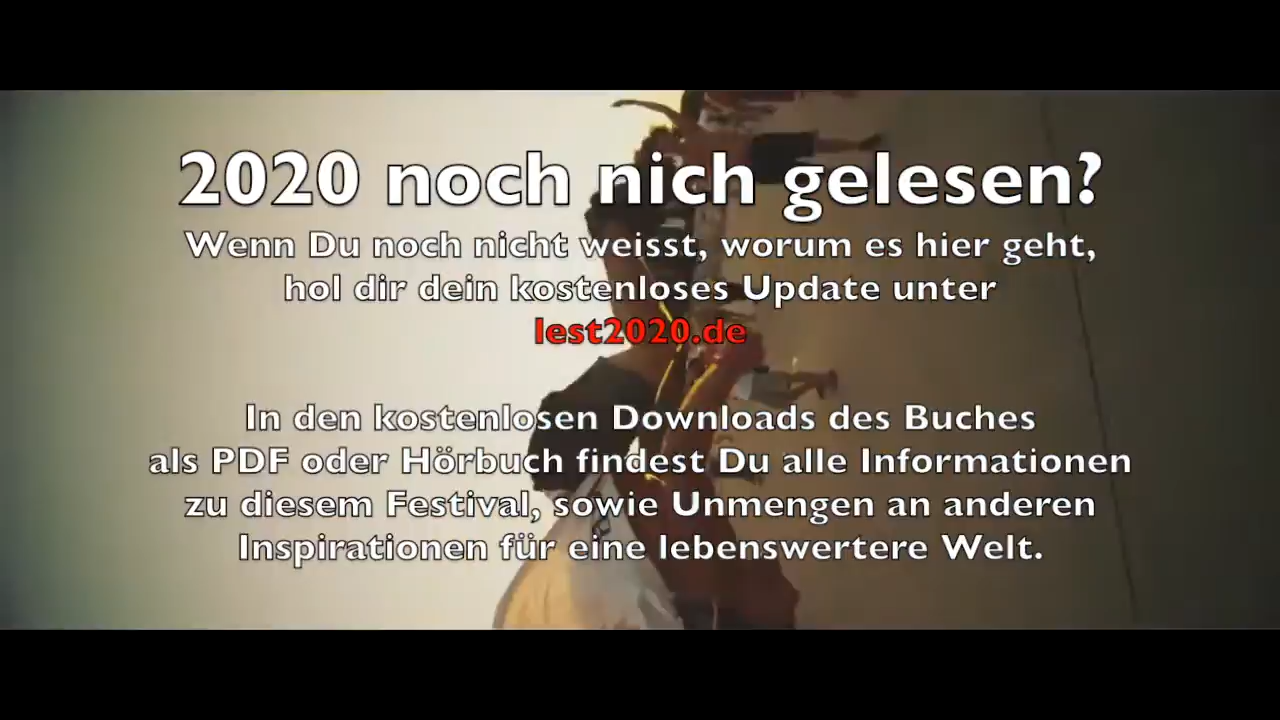 2020 noch nich gelesen?
Wenn Du noch nicht weisst, worum es hier geht,
hol dir dein kostenloses Update unter
lest2020.de
In den kostenlosen Downloads des Buches
als PDF oder Hörbuch findest Du alle Informationen
zu diesem Festival, sowie Unmengen an anderen
Inspirationen für eine lebenswertere Welt.